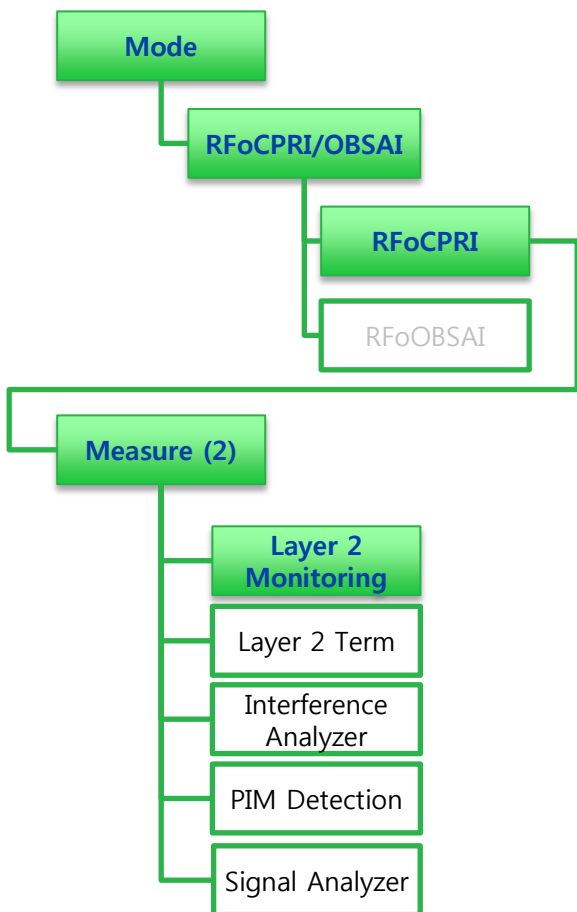 Mode
RFoCPRI/OBSAI
RFoCPRI
RFoOBSAI
Measure (2)
Layer 2
Monitoring
Layer 2 Term
Interference
Analyzer
PIM Detection
Signal Analyzer